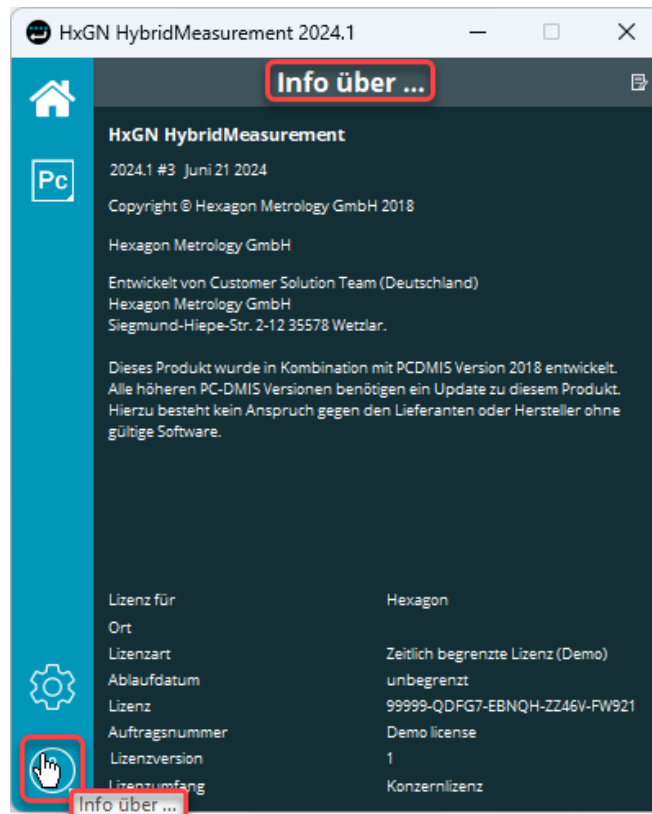 HxGN HybridMeasurement 2024.1
Info über ...
HxGN HybridMeasurement
Pc
2024.1 #3 Juni 21 2024
Copyright © Hexagon Metrology GmbH 2018
Hexagon Metrology GmbH
Entwickelt von Customer Solution Team (Deutschland)
Hexagon Metrology GmbH
Siegmund-Hiepe-Str. 2-12 35578 Wetzlar.
Dieses Produkt wurde in Kombination mit PCDMIS Version 2018 entwickelt.
Alle höheren PC-DMIS Versionen benötigen ein Update zu diesem Produkt.
Hierzu besteht kein Anspruch gegen den Lieferanten oder Hersteller ohne
gültige Software.
Lizenz für Hexagon
Ort
Lizenzart Zeitlich begrenzte Lizenz (Demo)
Ablaufdatum unbegrenzt
Lizenz 99999-QDFG7-EBNQH-ZZ46V-FW921
Auftragsnummer Demo license
Lizenzversion 1
Lizenzumfang Konzernlizenz
Info über ...